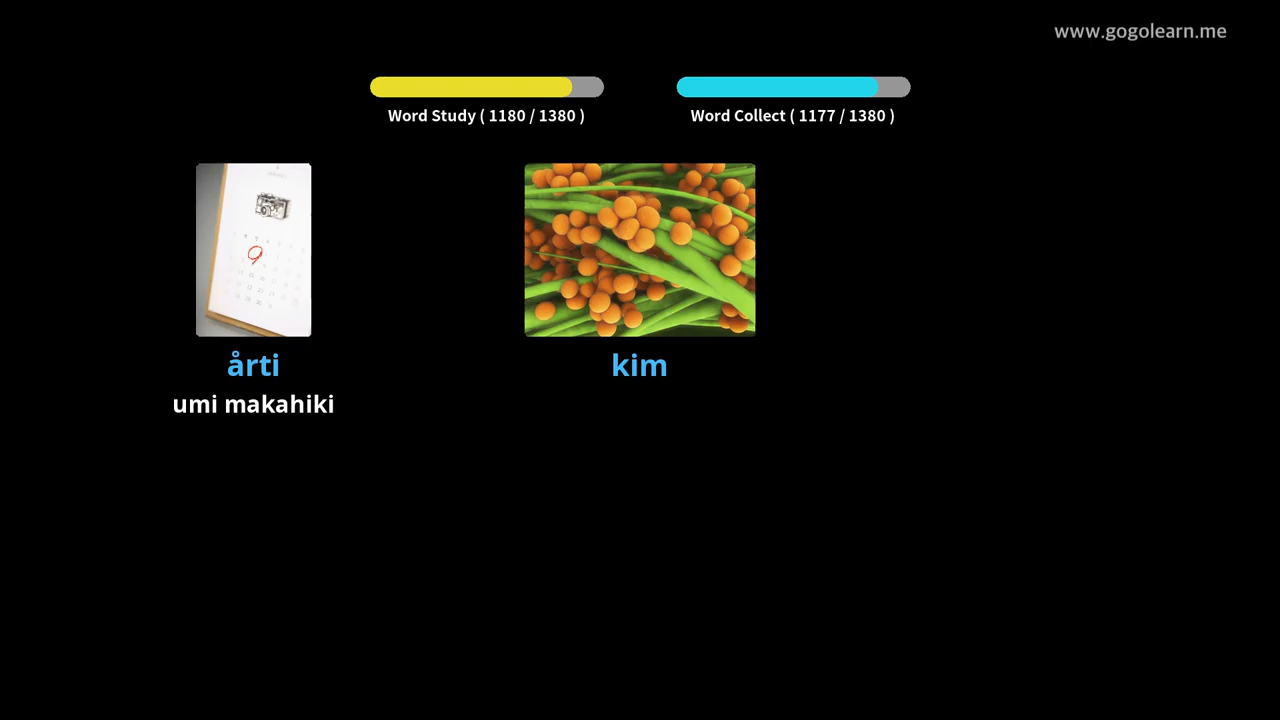 www.gogolearn.me
Word Study ( 1180 / 1380 )
Word Collect ( 1177 / 1380 )
årti
kim
umi makahiki